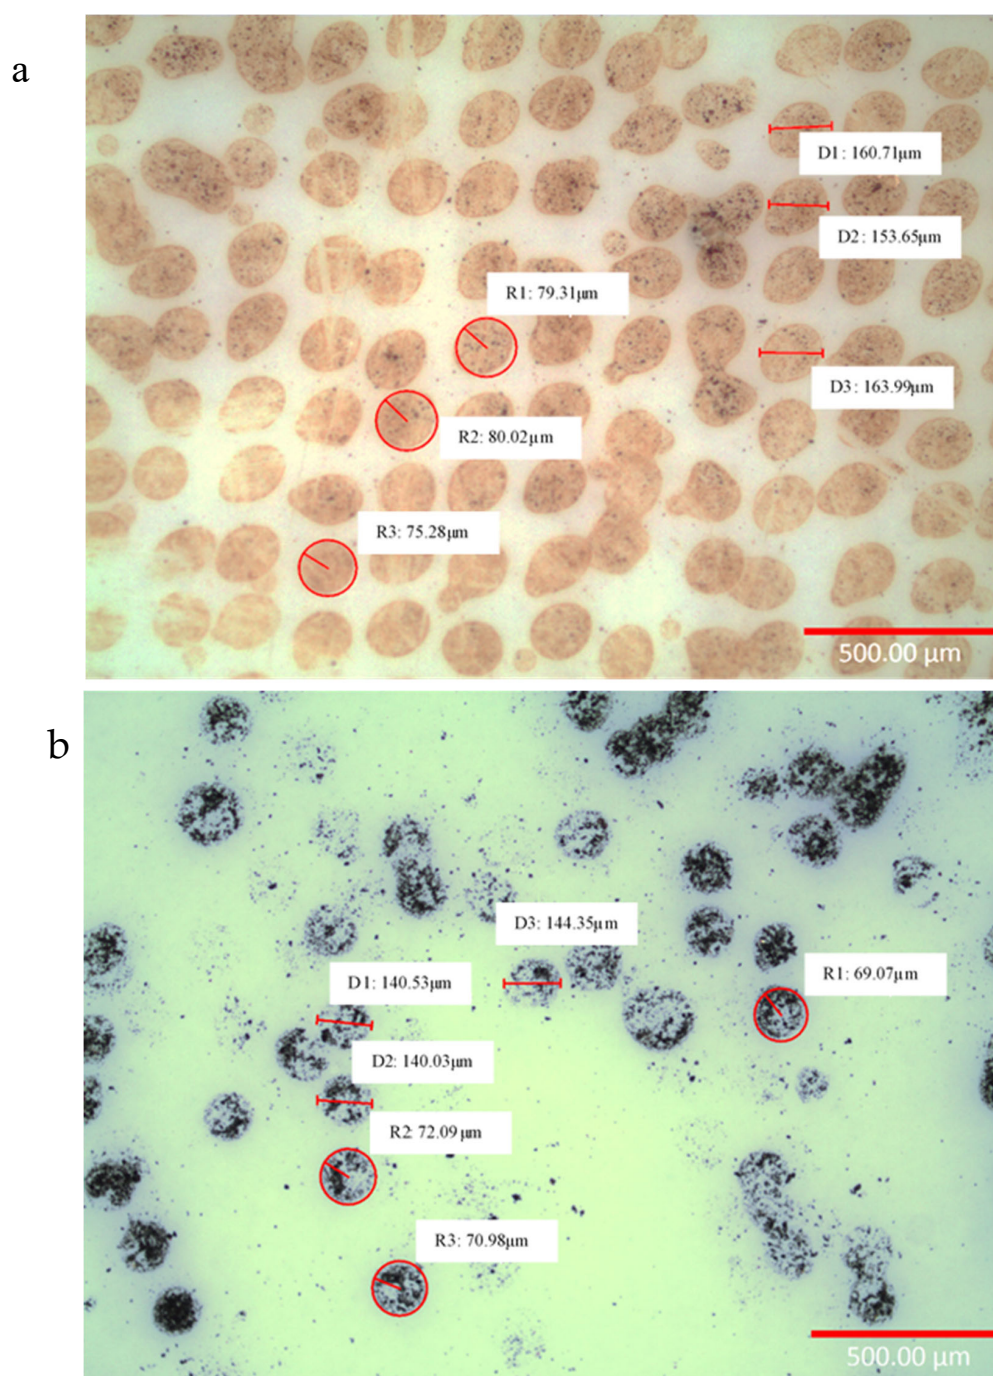 a
D1: 160.71µm
D2: 153.65µm
R1: 79.31µm
D3: 163.99µm
R2: 80.02µm
R3: 75.28µm
500.00 µm
b
D3: 144.35µm
R1: 69.07µm
D1: 140.53µm
D2: 140.03µm
R2: 72.09 µm
R3: 70.98µm
500.00 µm